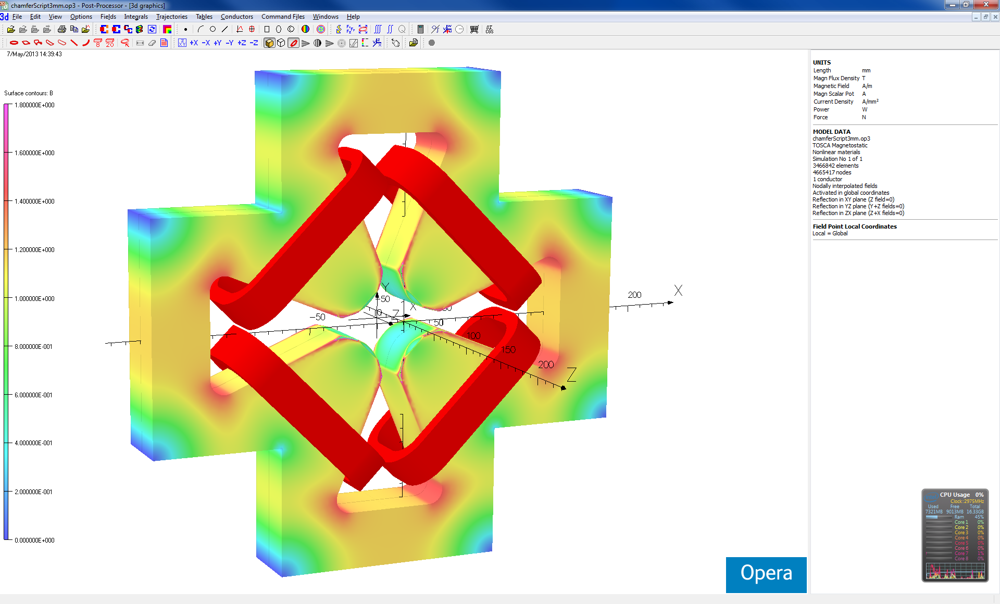 chamferScript3mm.op3 - Post-Processor - [3d graphics]
3d File Edit View Options Fields Integrals Trajectories Tables Conductors Command Files Windows Help
SI CGS
8 20 +X -X +Y -Y +Z -Z
7/May/2013 14:39:43
Surface contours: B
1.800000E+000
1.600000E+000
1.400000E+000
1.200000E+000
1.000000E+000
8.000000E-001
6.000000E-001
4.000000E-001
2.000000E-001
0.000000E+000
X
200
Y
-50
-50
0
Z
X
50
50
100
150
200
Z
UNITS
Length mm
Magn Flux Density T
Magnetic Field A/m
Magn Scalar Pot A
Current Density A/mm²
Power W
Force N
MODEL DATA
chamferScript3mm.op3
TOSCA Magnetostatic
Nonlinear materials
Simulation No 1 of 1
3466842 elements
4665417 nodes
1 conductor
Nodally interpolated fields
Activated in global coordinates
Reflection in XY plane (Z field=0)
Reflection in YZ plane (Y+Z fields=0)
Reflection in ZX plane (Z+X fields=0)
Field Point Local Coordinates
Local = Global
CPU Usage 0%
Clock:2975MHz
Used Free Total
7321MB 9013MB 16.33GB
Ram 45%
Core 1 0%
Core 2 0%
Core 3 0%
Core 4 0%
Core 5 0%
Core 6 0%
Core 7 1%
Core 8 0%
Opera